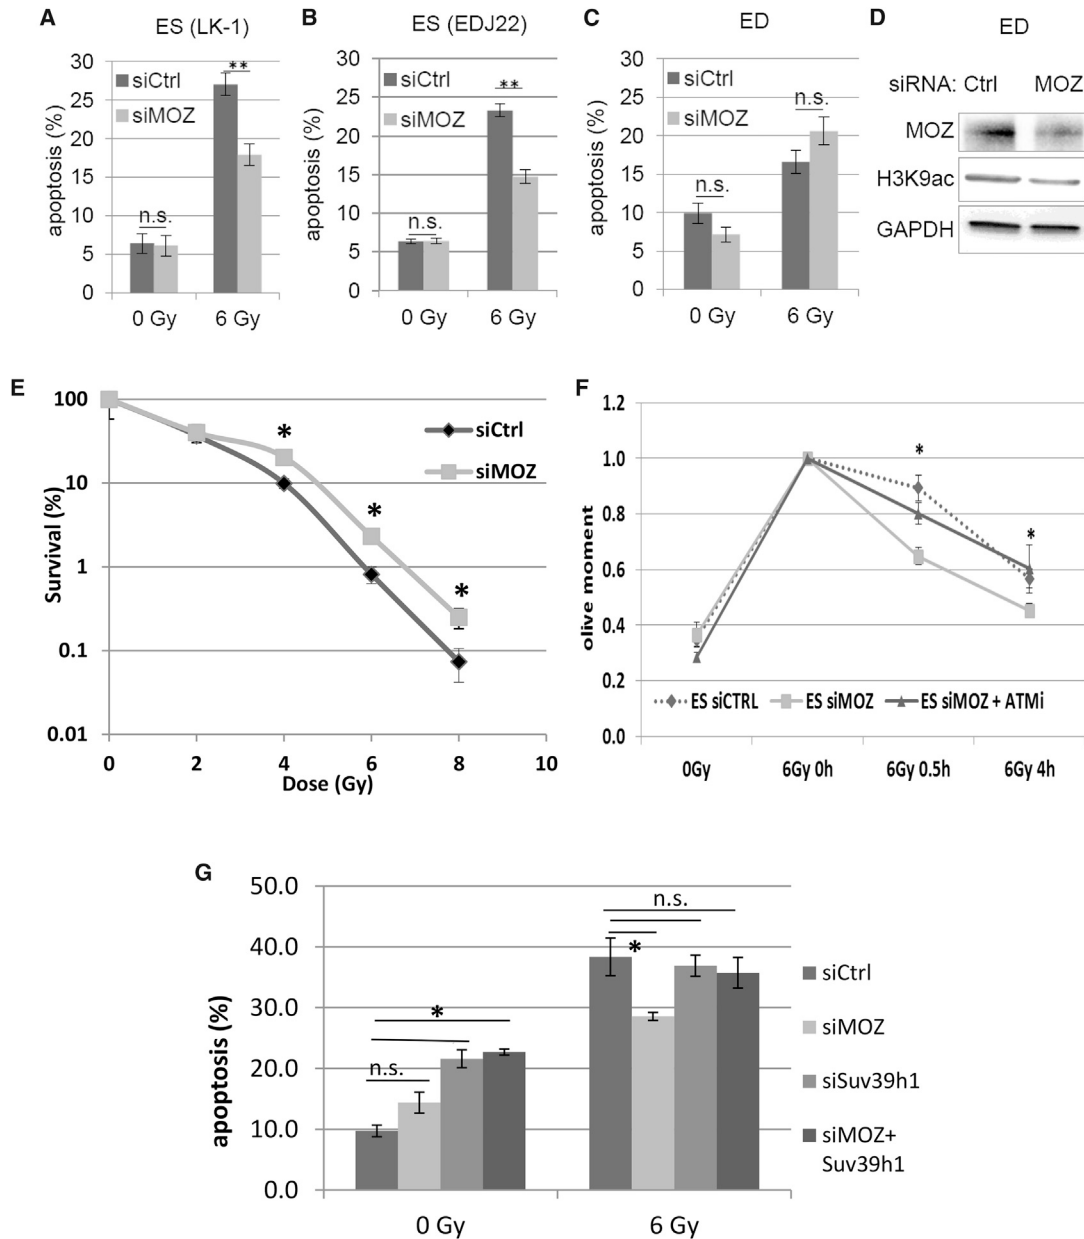 A
ES (LK-1)
30
25
20
15
10
5
0
apoptosis (%)
siCtrl
siMOZ
n.s.
**
0 Gy
6 Gy
B
ES (EDJ22)
30
25
20
15
10
5
0
apoptosis (%)
siCtrl
siMOZ
n.s.
**
0 Gy
6 Gy
C
ED
30
25
20
15
10
5
0
apoptosis (%)
siCtrl
siMOZ
n.s.
n.s.
0 Gy
6 Gy
D
ED
siRNA: Ctrl MOZ
MOZ
H3K9ac
GAPDH
E
100
10
1
0.1
0.01
Survival (%)
siCtrl
siMOZ
*
*
*
0 2 4 6 8 10
Dose (Gy)
F
1.2
1.0
0.8
0.6
0.4
0.2
0.0
olive moment
*
*
ES siCTRL ES siMOZ ES siMOZ + ATMi
0Gy 6Gy 0h 6Gy 0.5h 6Gy 4h
G
50.0
40.0
30.0
20.0
10.0
0.0
apoptosis (%)
*
n.s.
n.s.
*
siCtrl
siMOZ
siSuv39h1
siMOZ+
Suv39h1
0 Gy
6 Gy